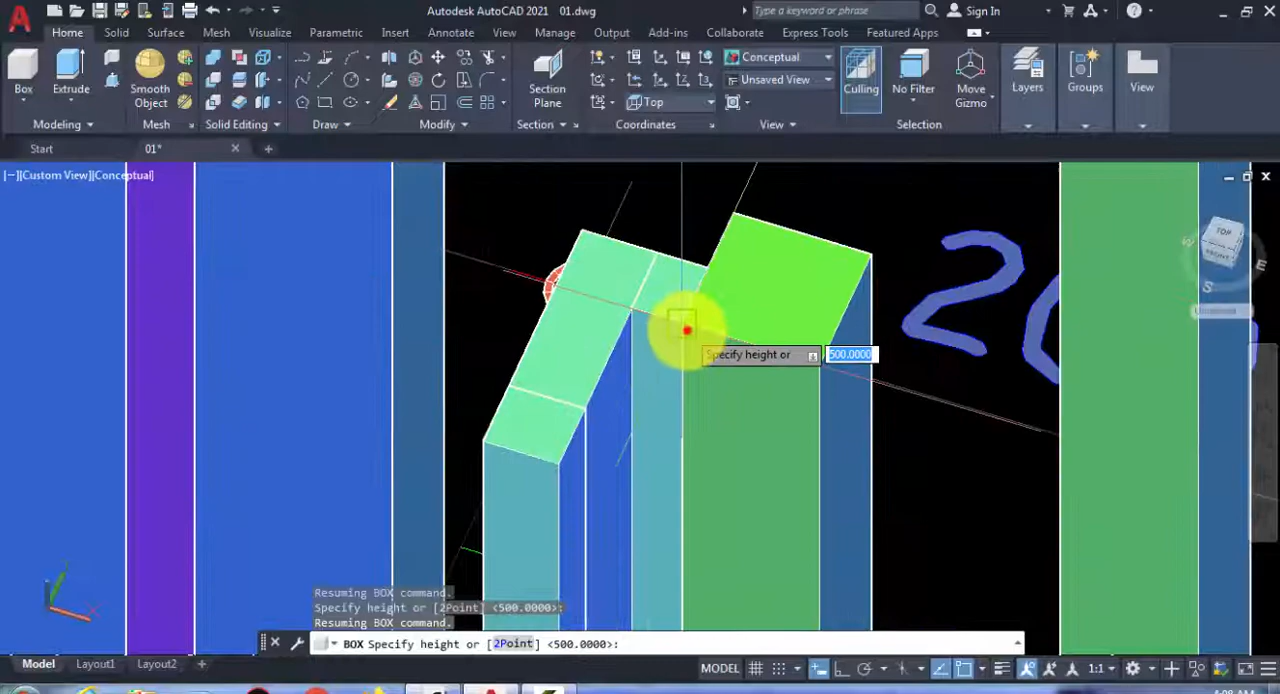 Autodesk AutoCAD 2021 01.dwg
Type a keyword or phrase
Sign In
Home Solid Surface Mesh Visualize Parametric Insert Annotate View Manage Output Add-ins Collaborate Express Tools Featured Apps
Box
Extrude
Smooth Object
Section Plane
Conceptual
Unsaved View
Top
Culling
No Filter
Move Gizmo
Layers
Groups
View
Modeling Mesh Solid Editing Draw Modify Section Coordinates View Selection
Start 01*
[−][Custom View][Conceptual]
TOP
FRONT
W
E
S
Specify height or 500.0000
Resuming BOX command.
Specify height or [2Point] <500.0000>:
Resuming BOX command.
BOX Specify height or [2Point] <500.0000>:
Model Layout1 Layout2
MODEL
1:1